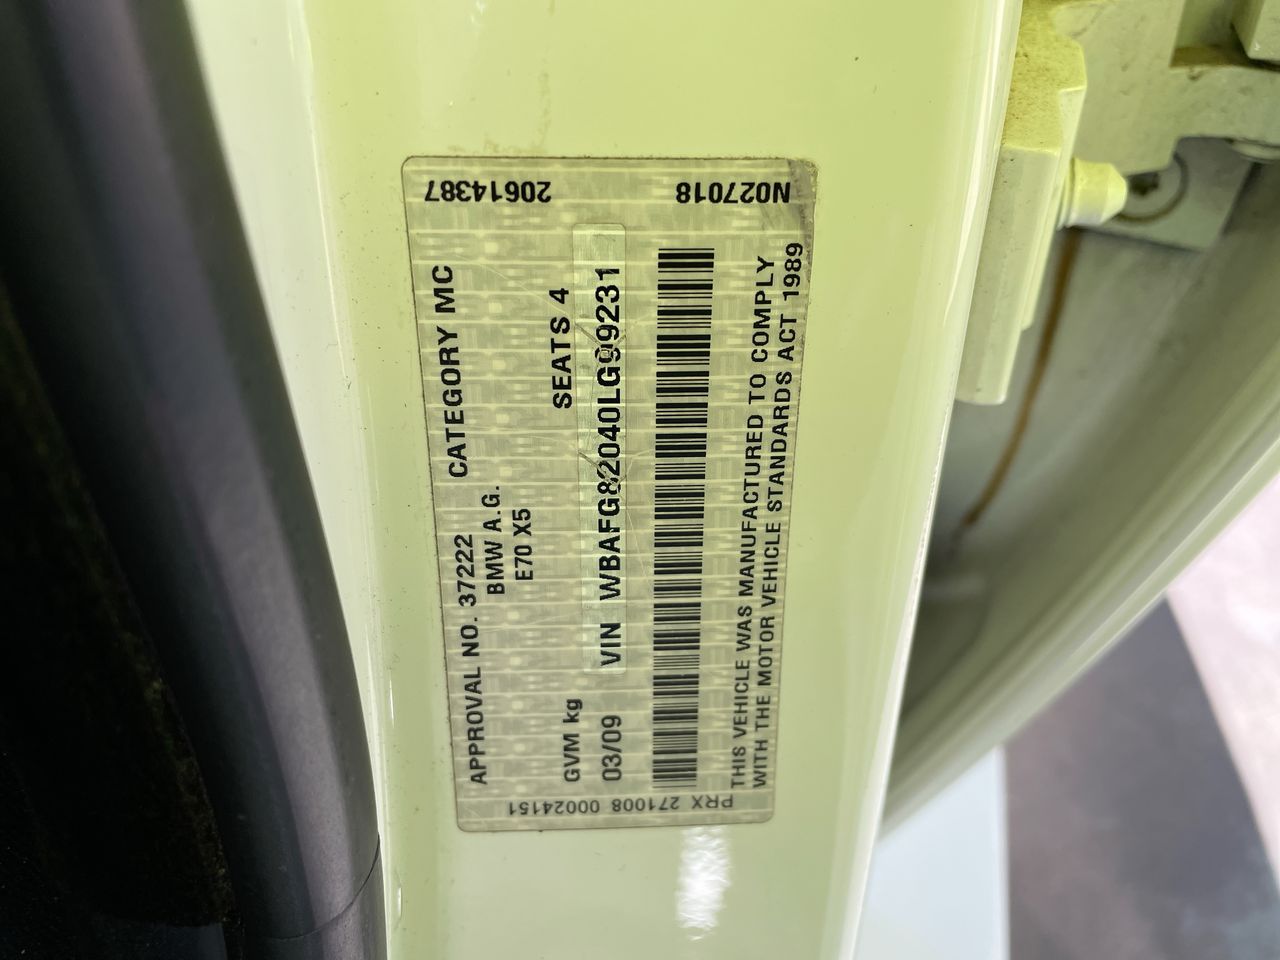 APPROVAL NO. 37222 CATEGORY MC
BMW A.G.
E70 X5
GVM kg SEATS 4
03/09 VIN WBAFG82040LG99231
THIS VEHICLE WAS MANUFACTURED TO COMPLY
WITH THE MOTOR VEHICLE STANDARDS ACT 1989
20614387 N027018
PRX 271008 00024151